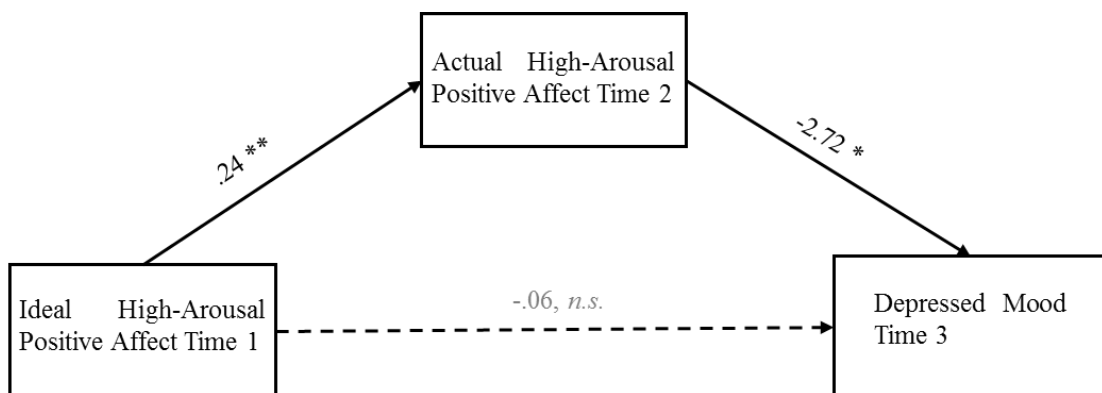 Actual High-Arousal
Positive Affect Time 2
.24 **
-2.72 *
Ideal High-Arousal
Positive Affect Time 1
-.06, n.s.
Depressed Mood
Time 3